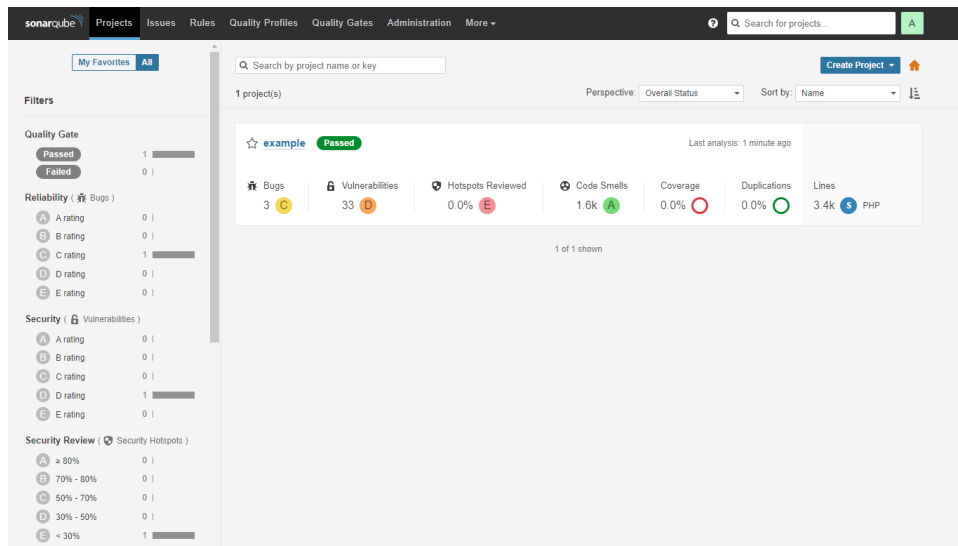 sonarqube Projects Issues Rules Quality Profiles Quality Gates Administration More Search for projects... A
My Favorites All
Filters
Quality Gate
Passed 1
Failed 0
Reliability ( Bugs )
A A rating 0
B B rating 0
C C rating 1
D D rating 0
E E rating 0
Security ( Vulnerabilities )
A A rating 0
B B rating 0
C C rating 0
D D rating 1
E E rating 0
Security Review ( Security Hotspots )
A ≥ 80% 0
B 70% - 80% 0
C 50% - 70% 0
D 30% - 50% 0
E < 30% 1
Search by project name or key Create Project
1 project(s) Perspective: Overall Status Sort by: Name
example Passed Last analysis: 1 minute ago
Bugs Vulnerabilities Hotspots Reviewed Code Smells Coverage Duplications Lines
3 C 33 D 0.0% E 1.6k A 0.0% 0.0% 3.4k S PHP
1 of 1 shown